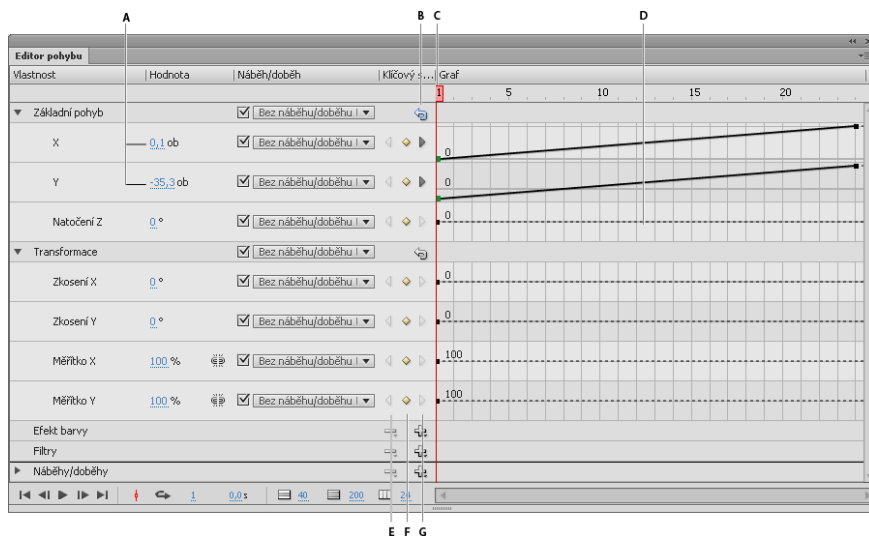 A B C D
Editor pohybu
Vlastnost Hodnota Náběh/doběh Klíčový s... Graf
1 5 10 15 20
Základní pohyb Bez náběhu/doběhu
X 0,1 ob Bez náběhu/doběhu 0
Y -35,3 ob Bez náběhu/doběhu 0
Natočení Z 0 ° Bez náběhu/doběhu 0
Transformace Bez náběhu/doběhu
Zkosení X 0 ° Bez náběhu/doběhu 0
Zkosení Y 0 ° Bez náběhu/doběhu 0
Měřítko X 100 % Bez náběhu/doběhu 100
Měřítko Y 100 % Bez náběhu/doběhu 100
Efekt barvy
Filtry
Náběhy/doběhy
1 0,0 s 40 200 24
E F G